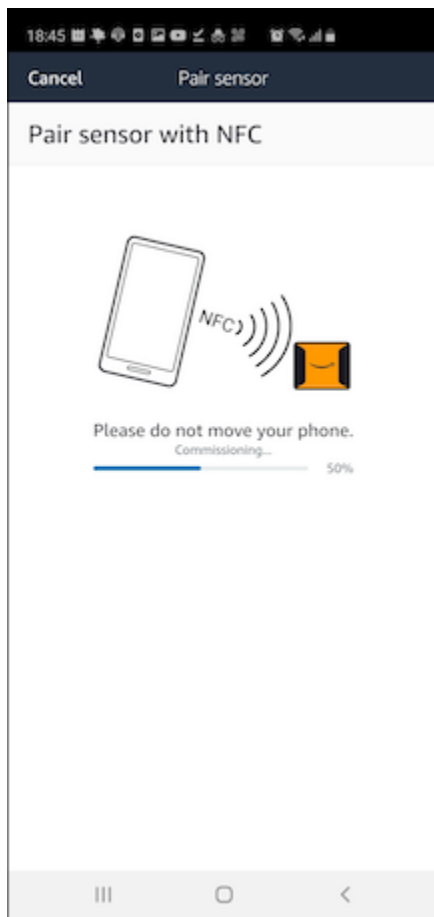 18:45
Cancel Pair sensor
Pair sensor with NFC
NFC
Please do not move your phone.
Commissioning...
50%